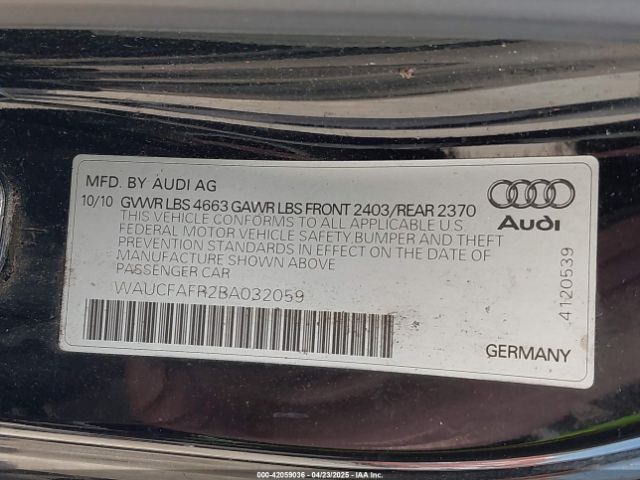 MFD. BY AUDI AG
10/10 GVWR LBS 4663 GAWR LBS FRONT 2403/REAR 2370
THIS VEHICLE CONFORMS TO ALL APPLICABLE U.S.
FEDERAL MOTOR VEHICLE SAFETY, BUMPER AND THEFT
PREVENTION STANDARDS IN EFFECT ON THE DATE OF
MANUFACTURE SHOWN ABOVE
PASSENGER CAR
WAUCFAFR2BA032059
Audi
4120539
GERMANY
000-42059036 - 04/23/2025 - IAA, INC.